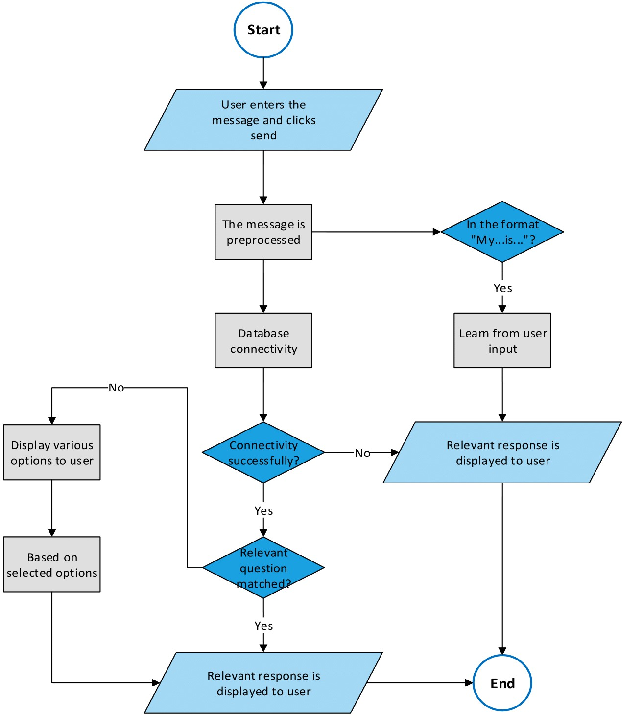 Start
User enters the
message and clicks
send
The message is
preprocessed
In the format
"My...is..."?
Yes
Database
connectivity
Learn from user
input
No
Display various
options to user
Connectivity
successfully?
No
Relevant response is
displayed to user
Yes
Based on
selected options
Relevant
question
matched?
Yes
Relevant response is
displayed to user
End